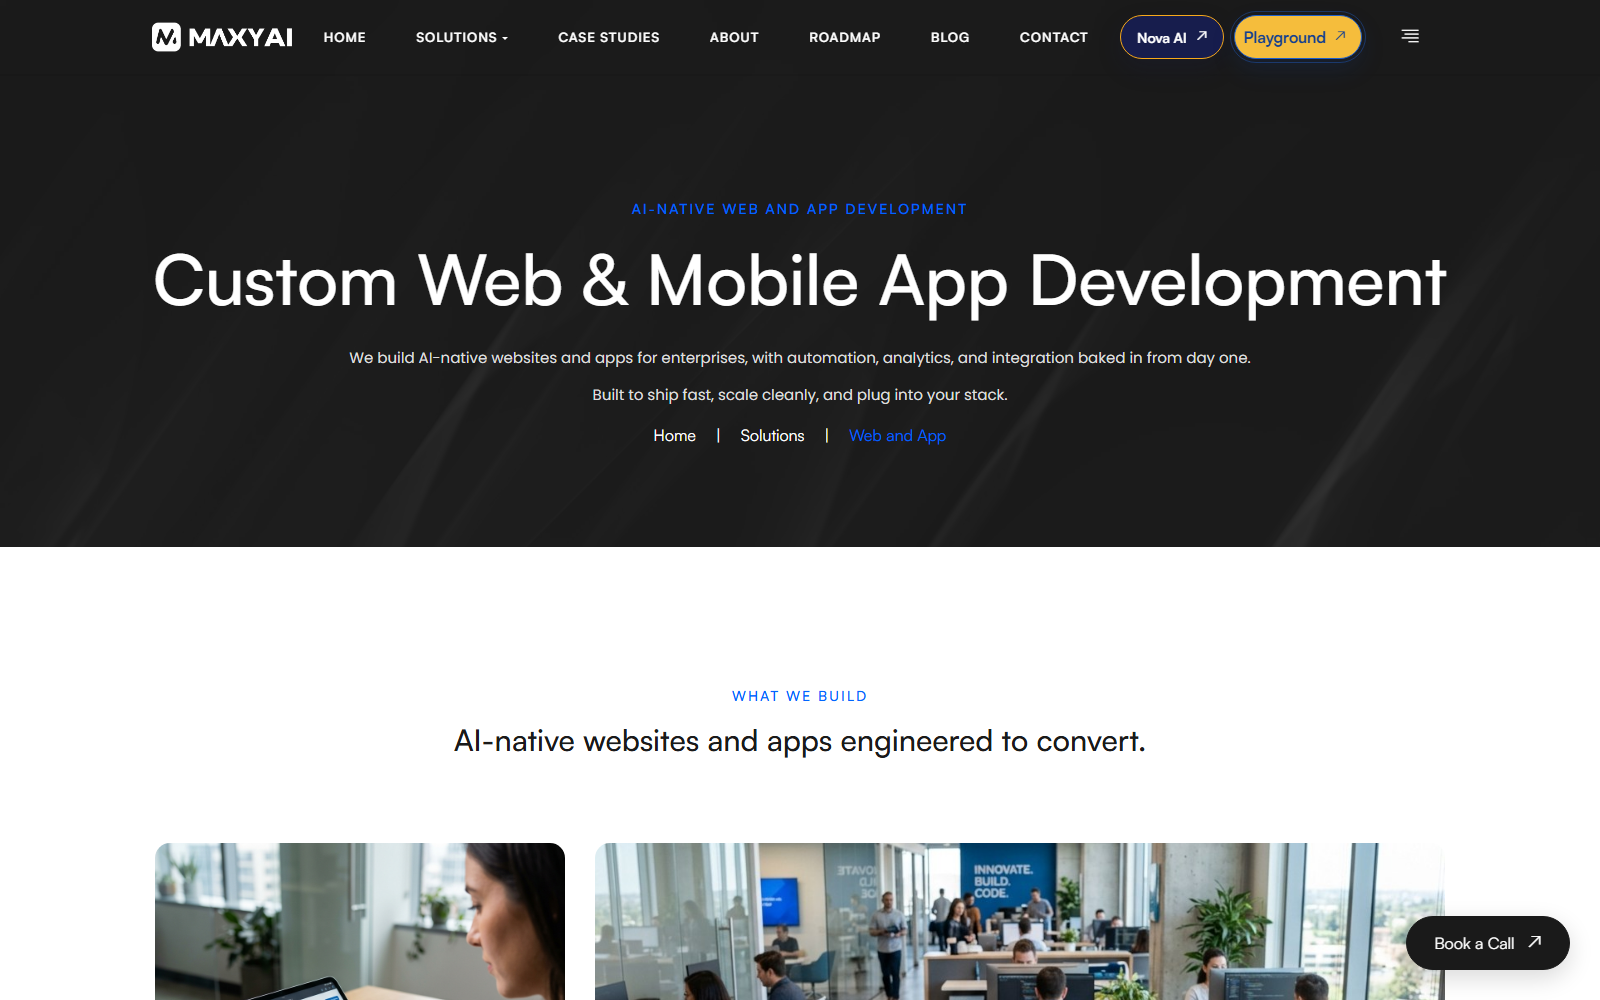 MAXYAI
HOME
SOLUTIONS
CASE STUDIES
ABOUT
ROADMAP
BLOG
CONTACT
Nova AI
Playground
AI-NATIVE WEB AND APP DEVELOPMENT
Custom Web & Mobile App Development
We build AI-native websites and apps for enterprises, with automation, analytics, and integration baked in from day one.
Built to ship fast, scale cleanly, and plug into your stack.
Home | Solutions | Web and App
WHAT WE BUILD
AI-native websites and apps engineered to convert.
INNOVATE.
BUILD.
CODE.
Book a Call